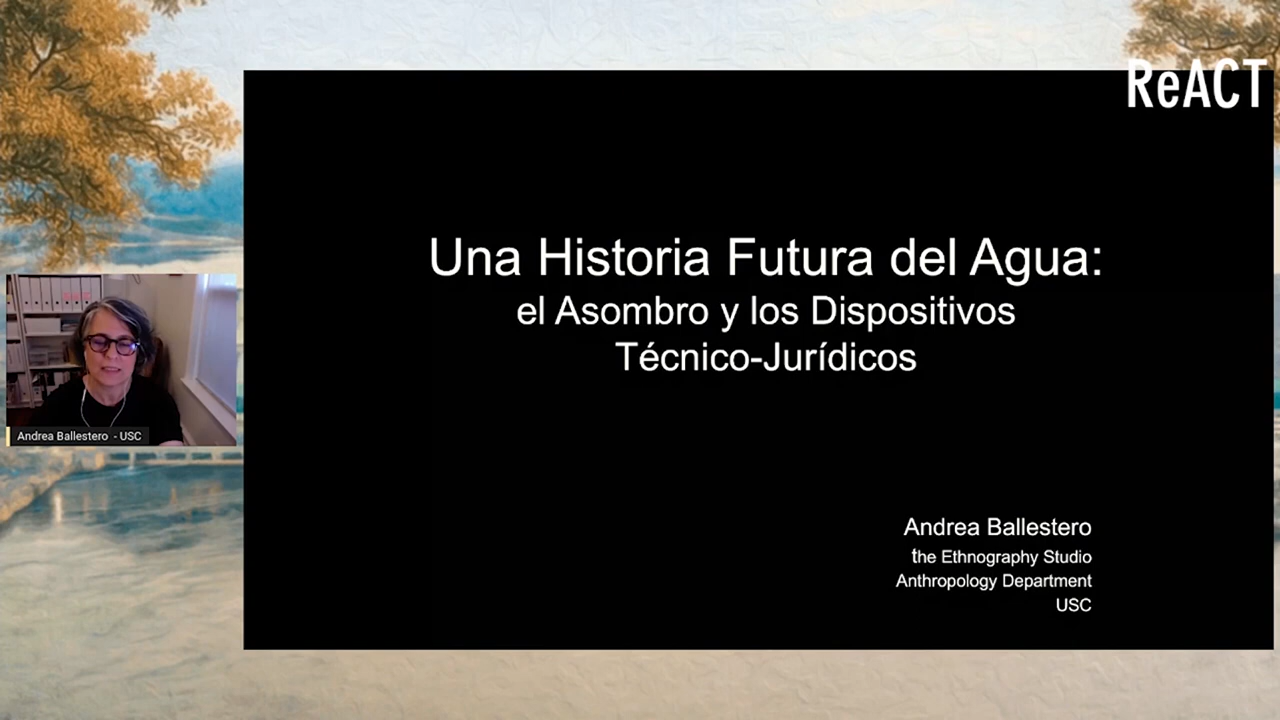 ReACT
Una Historia Futura del Agua:
el Asombro y los Dispositivos
Técnico-Jurídicos
Andrea Ballestero - USC
Andrea Ballestero
the Ethnography Studio
Anthropology Department
USC